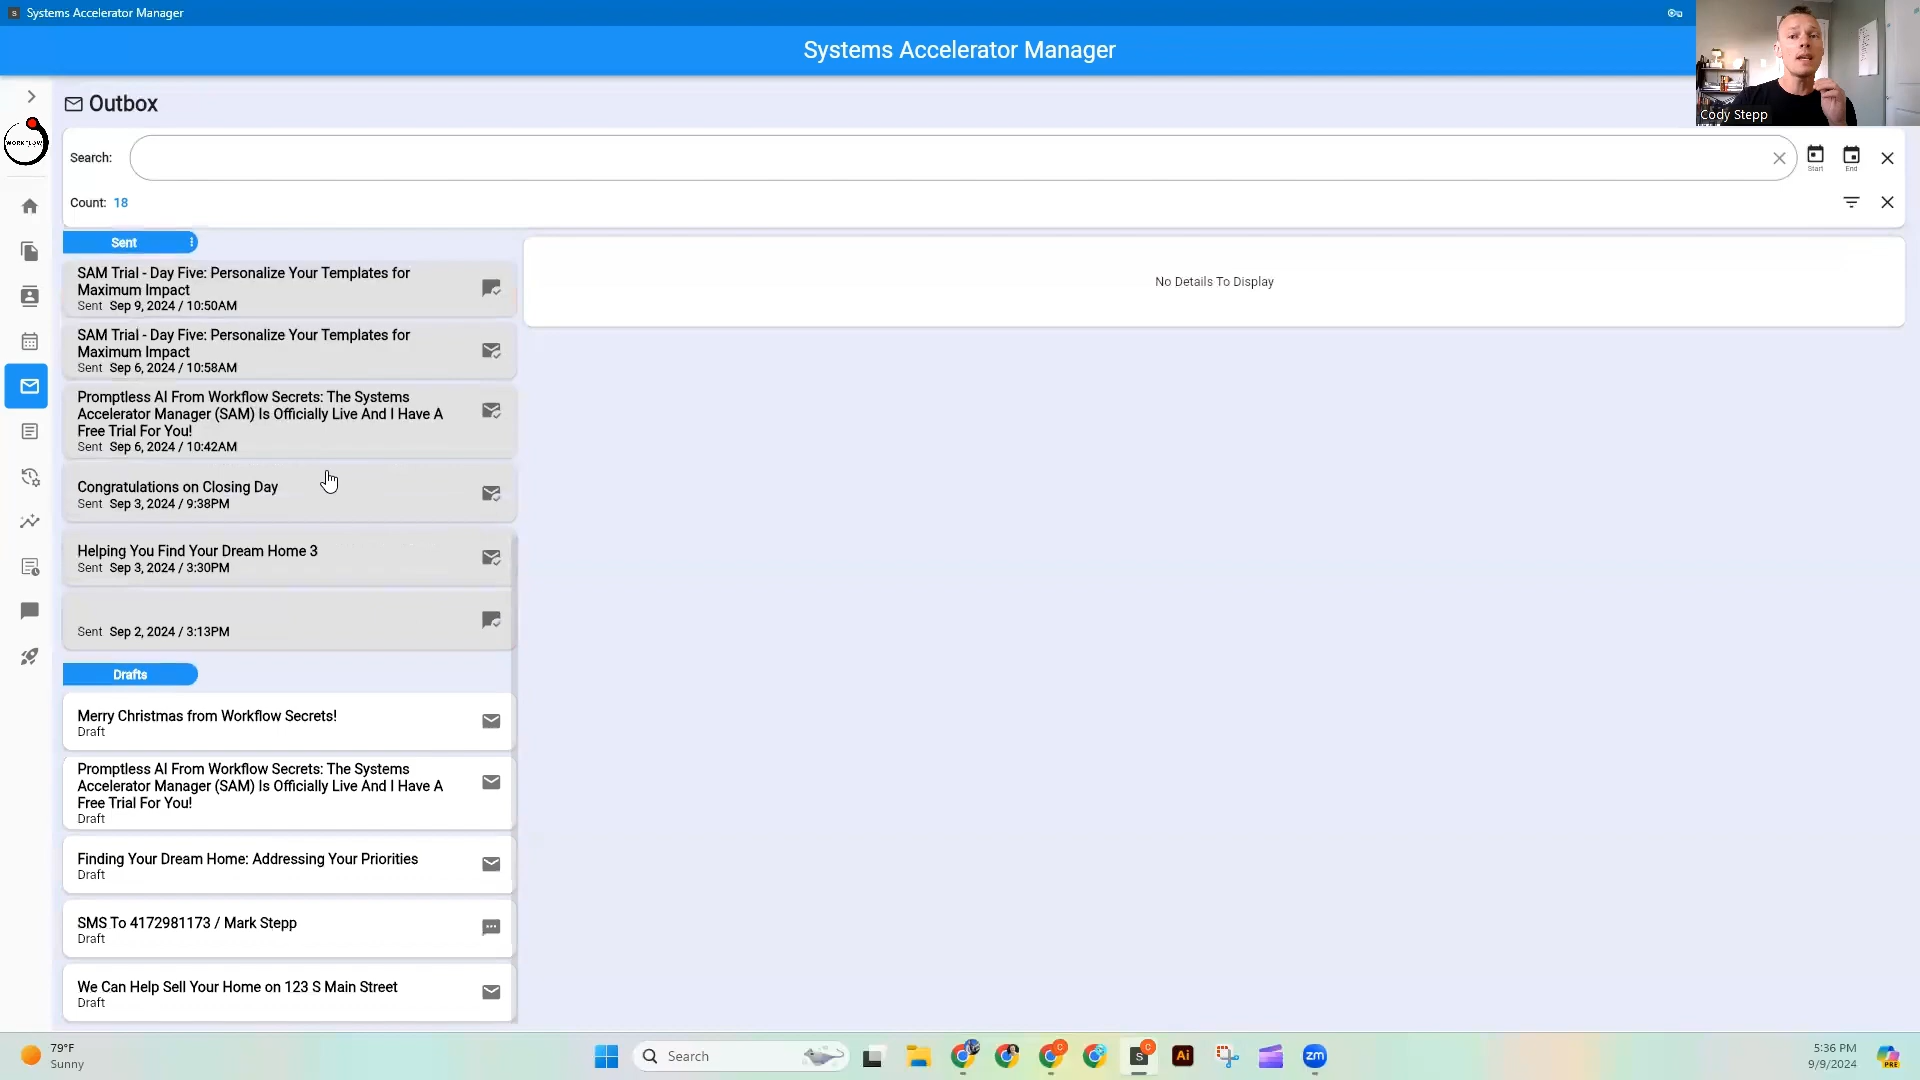 Systems Accelerator Manager
Systems Accelerator Manager
Cody Stepp
Outbox
WORKFLOW
Search:
Start
End
Count: 18
Sent
SAM Trial - Day Five: Personalize Your Templates for
Maximum Impact
Sent Sep 9, 2024 / 10:50AM
SAM Trial - Day Five: Personalize Your Templates for
Maximum Impact
Sent Sep 6, 2024 / 10:58AM
Promptless AI From Workflow Secrets: The Systems
Accelerator Manager (SAM) Is Officially Live And I Have A
Free Trial For You!
Sent Sep 6, 2024 / 10:42AM
Congratulations on Closing Day
Sent Sep 3, 2024 / 9:38PM
Helping You Find Your Dream Home 3
Sent Sep 3, 2024 / 3:30PM
Sent Sep 2, 2024 / 3:13PM
Drafts
Merry Christmas from Workflow Secrets!
Draft
Promptless AI From Workflow Secrets: The Systems
Accelerator Manager (SAM) Is Officially Live And I Have A
Free Trial For You!
Draft
Finding Your Dream Home: Addressing Your Priorities
Draft
SMS To 4172981173 / Mark Stepp
Draft
We Can Help Sell Your Home on 123 S Main Street
Draft
No Details To Display
79°F
Sunny
Search
S
C
Ai
zm
5:36 PM
9/9/2024
PRE